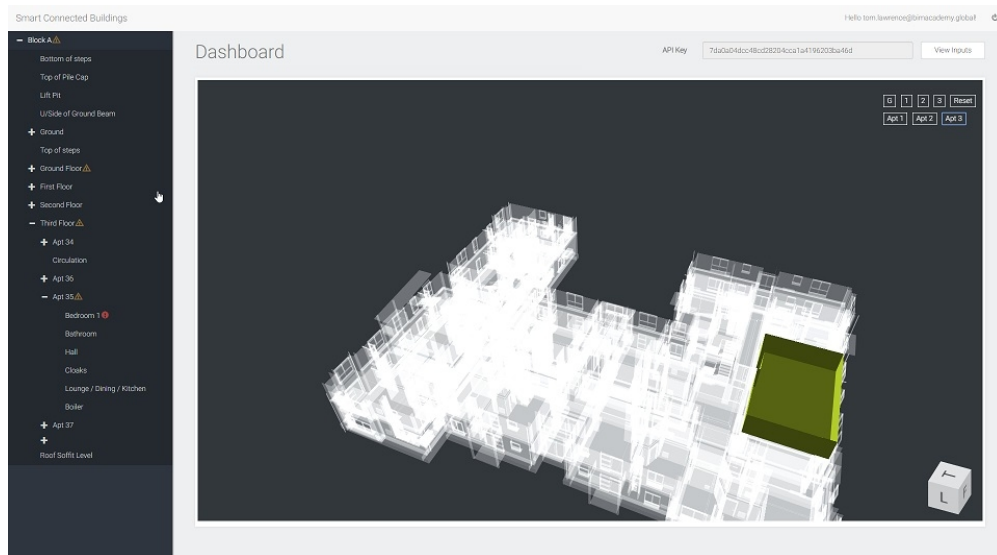 Smart Connected Buildings
Hello tom.lawrence@bimacademy.global!
Block A
Bottom of steps
Top of Pile Cap
Lift Pit
U/Side of Ground Beam
Ground
Top of steps
Ground Floor
First Floor
Second Floor
Third Floor
Apt 34
Circulation
Apt 36
Apt 35
Bedroom 1
Bathroom
Hall
Cloaks
Lounge / Dining / Kitchen
Boiler
Apt 37
Roof Soffit Level
Dashboard
API Key
View Inputs
G 1 2 3 Reset
Apt 1 Apt 2 Apt 3
T
L F